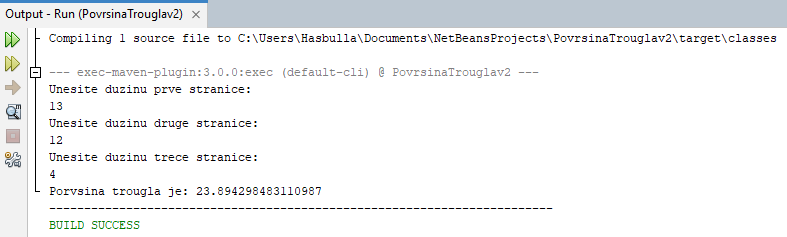 Output - Run (PovrsinaTrouglav2)
Compiling 1 source file to C:\Users\Hasbulla\Documents\NetBeansProjects\PovrsinaTrouglav2\target\classes
--- exec-maven-plugin:3.0.0:exec (default-cli) @ PovrsinaTrouglav2 ---
Unesite duzinu prve stranice:
13
Unesite duzinu druge stranice:
12
Unesite duzinu trece stranice:
4
Porvsina trougla je: 23.894298483110987
------------------------------------------------------------------------
BUILD SUCCESS